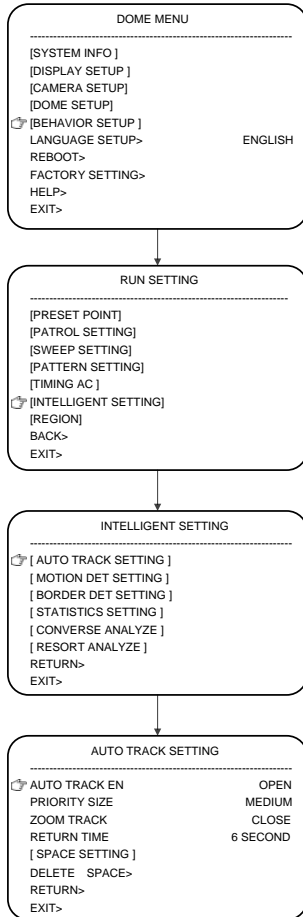 DOME MENU
[SYSTEM INFO ]
[DISPLAY SETUP ]
[CAMERA SETUP]
[DOME SETUP]
[BEHAVIOR SETUP ]
LANGUAGE SETUP> ENGLISH
REBOOT>
FACTORY SETTING>
HELP>
EXIT>
RUN SETTING
[PRESET POINT]
[PATROL SETTING]
[SWEEP SETTING]
[PATTERN SETTING]
[TIMING AC ]
[INTELLIGENT SETTING]
[REGION]
BACK>
EXIT>
INTELLIGENT SETTING
[ AUTO TRACK SETTING ]
[ MOTION DET SETTING ]
[ BORDER DET SETTING ]
[ STATISTICS SETTING ]
[ CONVERSE ANALYZE ]
[ RESORT ANALYZE ]
RETURN>
EXIT>
AUTO TRACK SETTING
AUTO TRACK EN OPEN
PRIORITY SIZE MEDIUM
ZOOM TRACK CLOSE
RETURN TIME 6 SECOND
[ SPACE SETTING ]
DELETE SPACE>
RETURN>
EXIT>